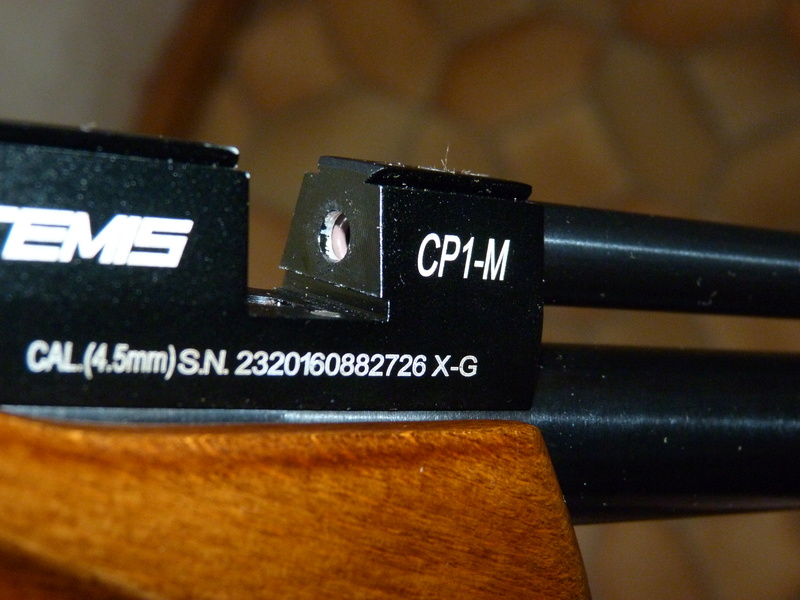 TEMIS
CP1-M
CAL.(4.5mm) S.N. 2320160882726 X-G